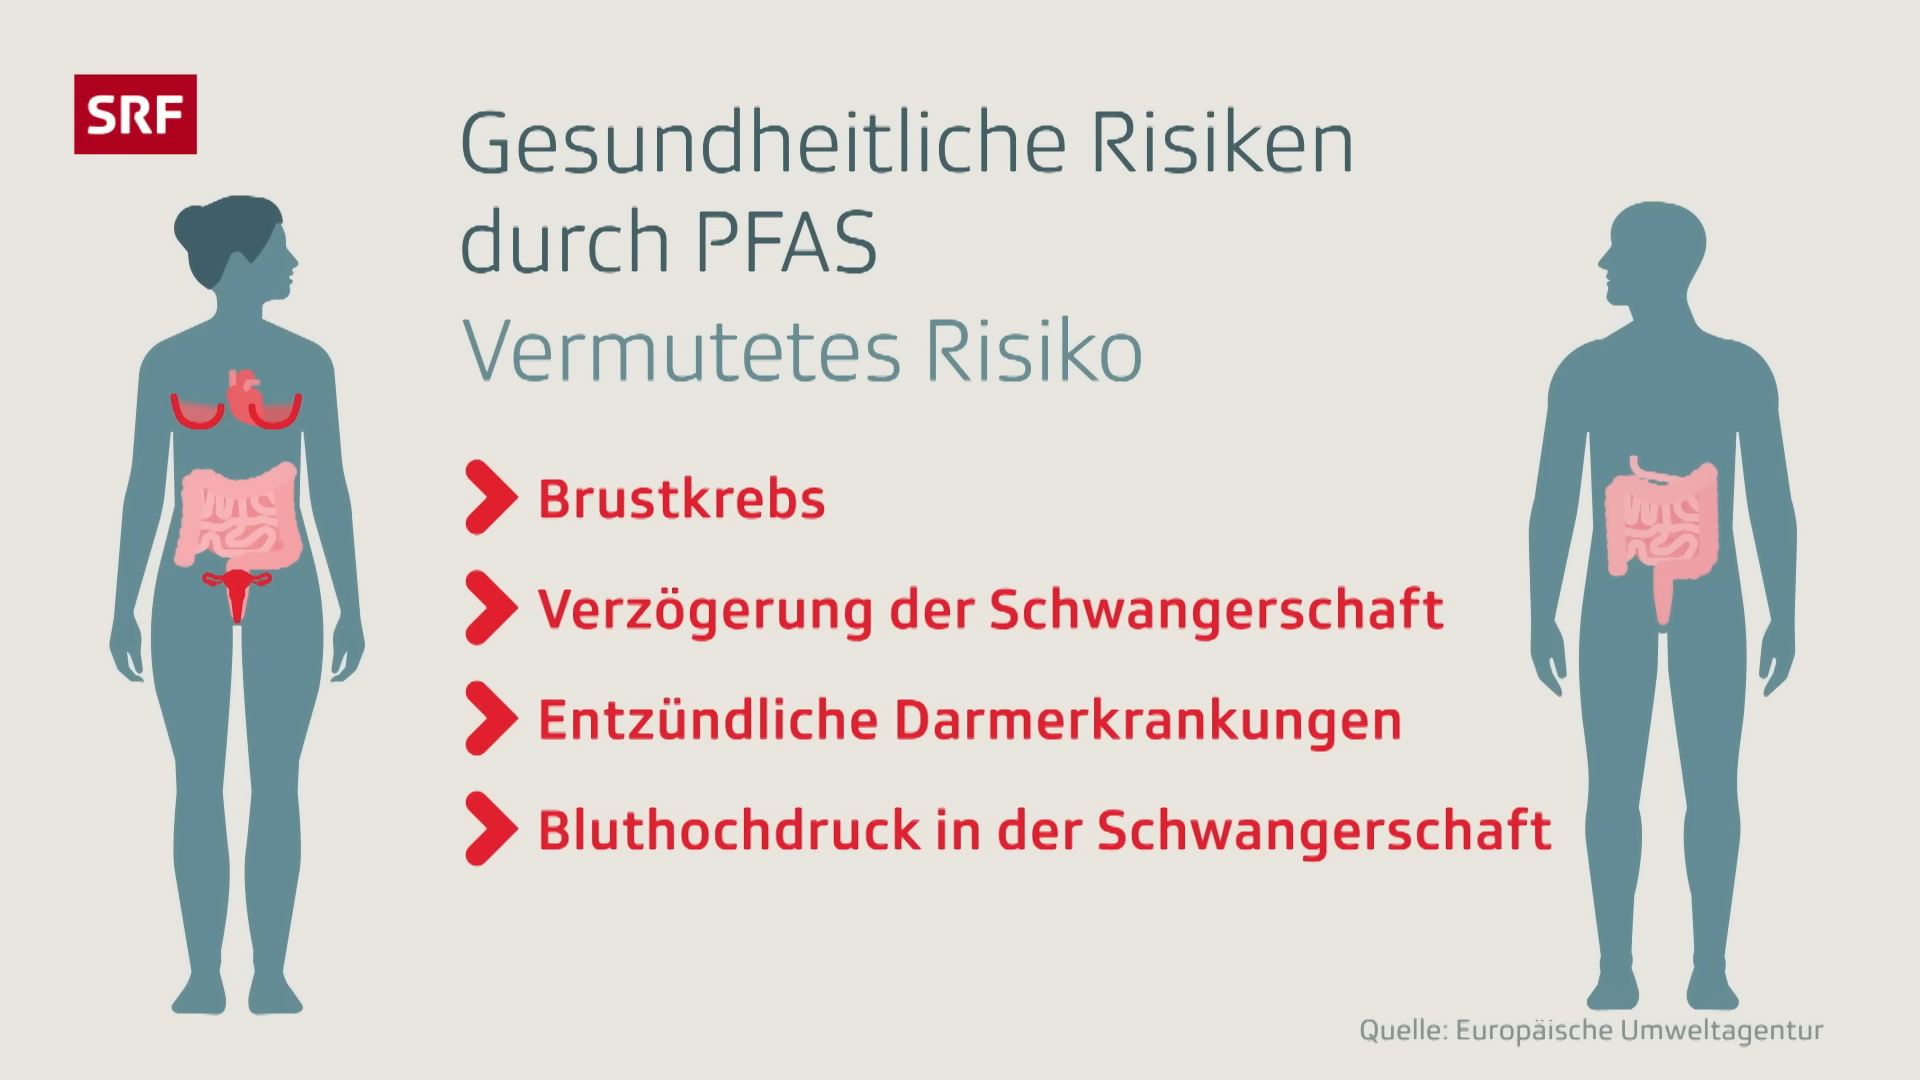 SRF
Gesundheitliche Risiken
durch PFAS
Vermutetes Risiko
Brustkrebs
Verzögerung der Schwangerschaft
Entzündliche Darmerkrankungen
Bluthochdruck in der Schwangerschaft
Quelle: Europäische Umweltagentur